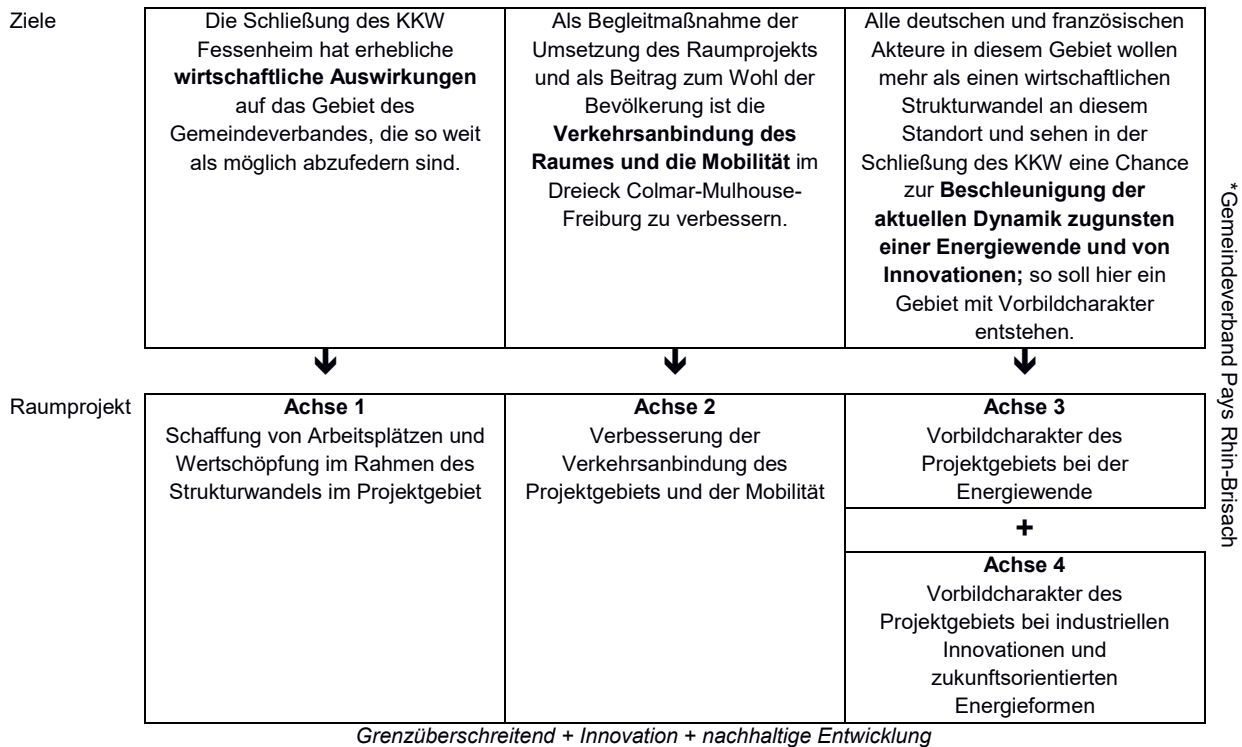 Ziele
Die Schließung des KKW
Fessenheim hat erhebliche
wirtschaftliche Auswirkungen
auf das Gebiet des
Gemeindeverbandes, die so weit
als möglich abzufedern sind.
Als Begleitmaßnahme der
Umsetzung des Raumprojekts
und als Beitrag zum Wohl der
Bevölkerung ist die
Verkehrsanbindung des
Raumes und die Mobilität im
Dreieck Colmar-Mulhouse-
Freiburg zu verbessern.
Alle deutschen und französischen
Akteure in diesem Gebiet wollen
mehr als einen wirtschaftlichen
Strukturwandel an diesem
Standort und sehen in der
Schließung des KKW eine Chance
zur Beschleunigung der
aktuellen Dynamik zugunsten
einer Energiewende und von
Innovationen; so soll hier ein
Gebiet mit Vorbildcharakter
entstehen.
Raumprojekt
Achse 1
Schaffung von Arbeitsplätzen und
Wertschöpfung im Rahmen des
Strukturwandels im Projektgebiet
Achse 2
Verbesserung der
Verkehrsanbindung des
Projektgebiets und der Mobilität
Achse 3
Vorbildcharakter des
Projektgebiets bei der
Energiewende
+
Achse 4
Vorbildcharakter des
Projektgebiets bei industriellen
Innovationen und
zukunftsorientierten
Energieformen
Grenzüberschreitend + Innovation + nachhaltige Entwicklung
*Gemeindeverband Pays Rhin-Brisach